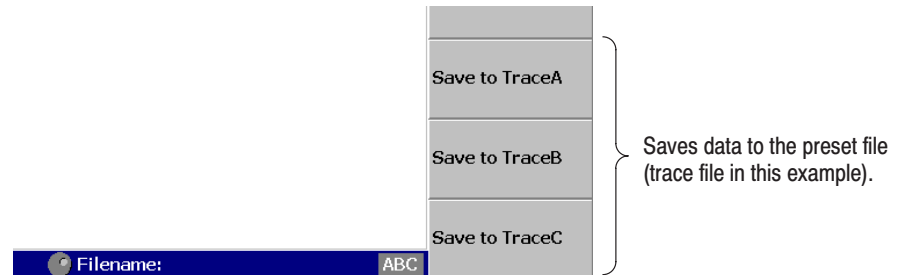 Save to TraceA
Save to TraceB
Saves data to the preset file
(trace file in this example).
Save to TraceC
Filename:
ABC